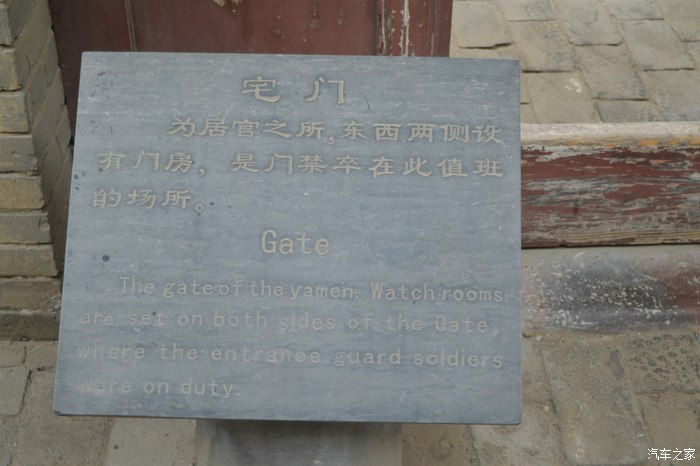 宅门
为居官之所,东西两侧设
有门房，是门禁卒在此值班
的场所。
Gate
The gate of the yamen. Watch rooms
are set on both sides of the Gate,
where the entrance guard soldiers
ware on duty
汽车之家